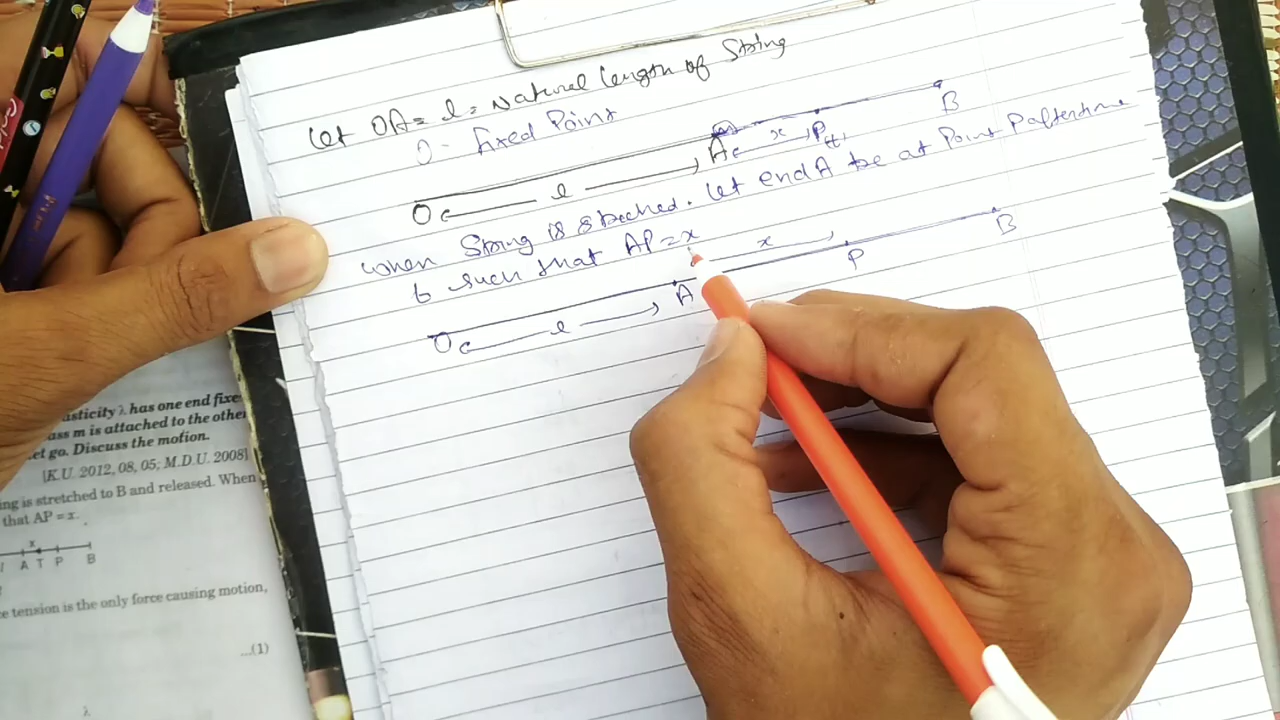 Let OA = l = Natural length of String
O - fixed Point
O l A x P(t) B
when String is streched. Let end A be at Point P after time
t such that AP = x
O l A x P B
asticity λ has one end fixe
ass m is attached to the other
et go. Discuss the motion.
[K.U. 2012, 08, 05; M.D.U. 2008]
ing is stretched to B and released. When
that AP = x.
x
l A T P B
e tension is the only force causing motion,
...(1)
λ